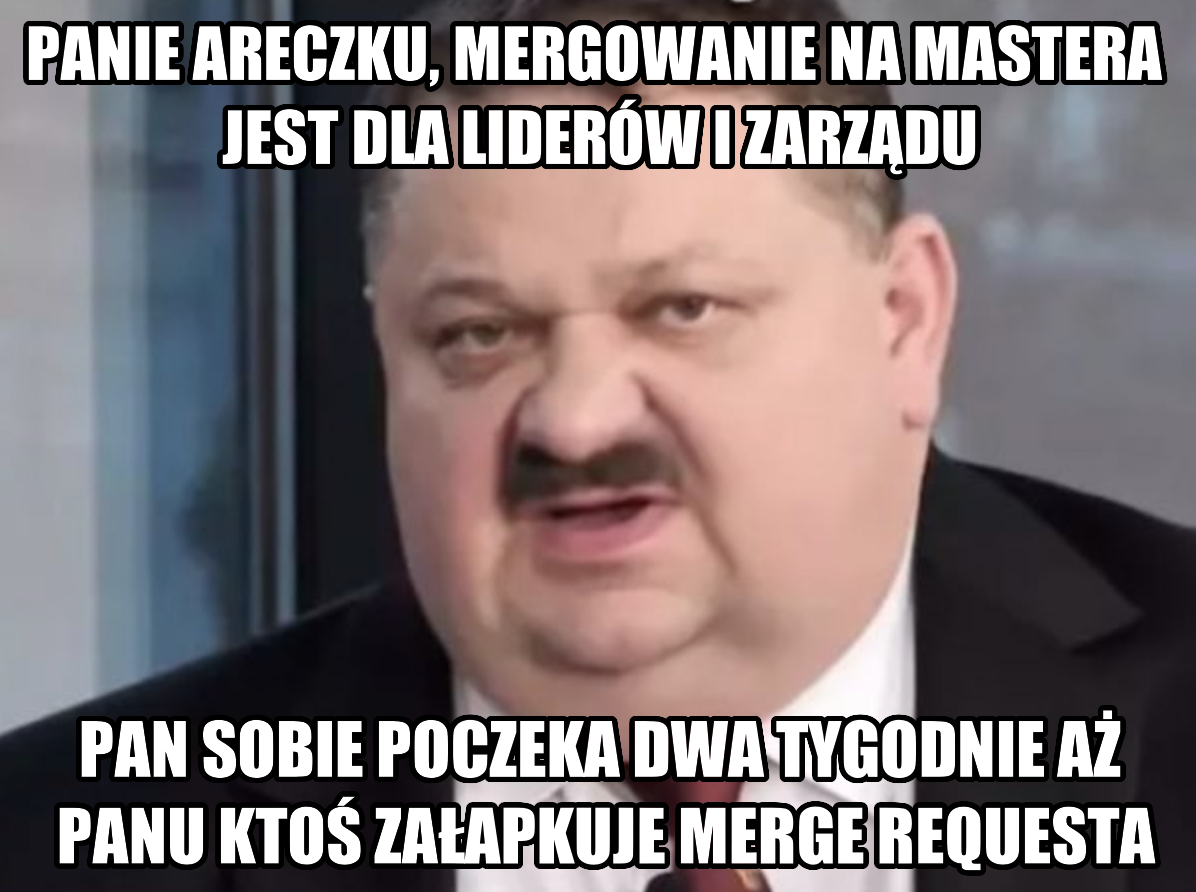 PANIE ARECZKU, MERGOWANIE NA MASTERA
JEST DLA LIDERÓW I ZARZĄDU
PAN SOBIE POCZEKA DWA TYGODNIE AŻ
PANU KTOŚ ZAŁAPKUJE MERGE REQUESTA